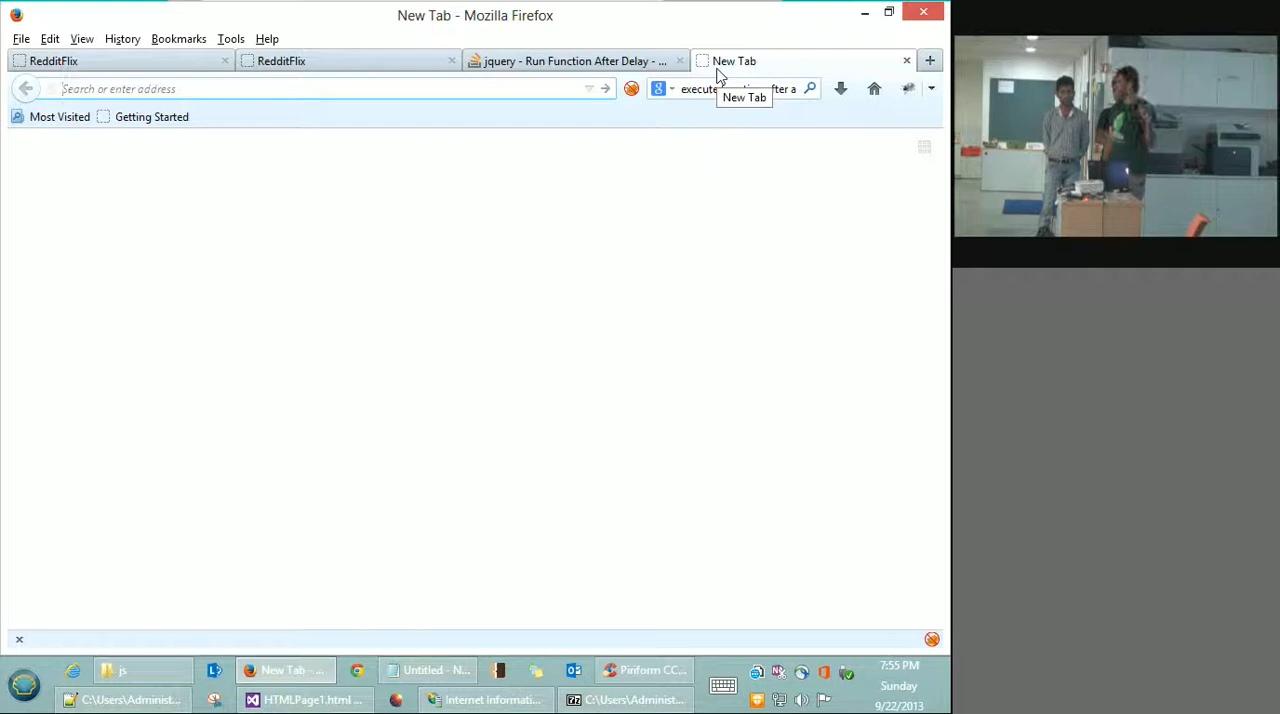 New Tab - Mozilla Firefox
File Edit View History Bookmarks Tools Help
RedditFlix RedditFlix jquery - Run Function After Delay - ... New Tab
Search or enter address
New Tab
Most Visited Getting Started
js New Tab - ... Untitled - N... Piriform CC...
C:\Users\Administ... HTMLPage1.html ... Internet Informati... C:\Users\Administ...
7:55 PM
Sunday
9/22/2013